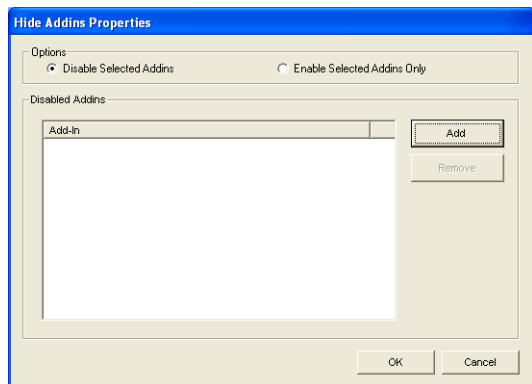 Hide Addins Properties
Options
Disable Selected Addins
Enable Selected Addins Only
Disabled Addins
Add-In
Add
Remove
OK
Cancel